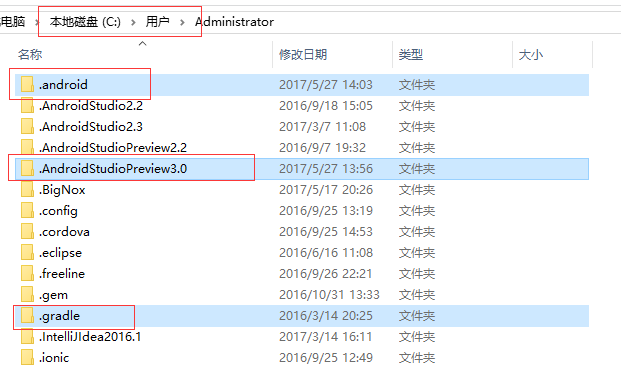 电脑 › 本地磁盘 (C:) › 用户 › Administrator
名称 修改日期 类型 大小
.android 2017/5/27 14:03 文件夹
.AndroidStudio2.2 2016/9/18 15:05 文件夹
.AndroidStudio2.3 2017/3/7 11:08 文件夹
.AndroidStudioPreview2.2 2016/9/7 19:32 文件夹
.AndroidStudioPreview3.0 2017/5/27 13:56 文件夹
.BigNox 2017/5/17 20:26 文件夹
.config 2016/9/25 13:19 文件夹
.cordova 2016/9/25 14:53 文件夹
.eclipse 2016/6/16 11:08 文件夹
.freeline 2016/9/26 22:21 文件夹
.gem 2016/10/31 13:33 文件夹
.gradle 2016/3/14 20:25 文件夹
.IntelliJIdea2016.1 2017/3/14 16:11 文件夹
.ionic 2016/9/25 12:49 文件夹